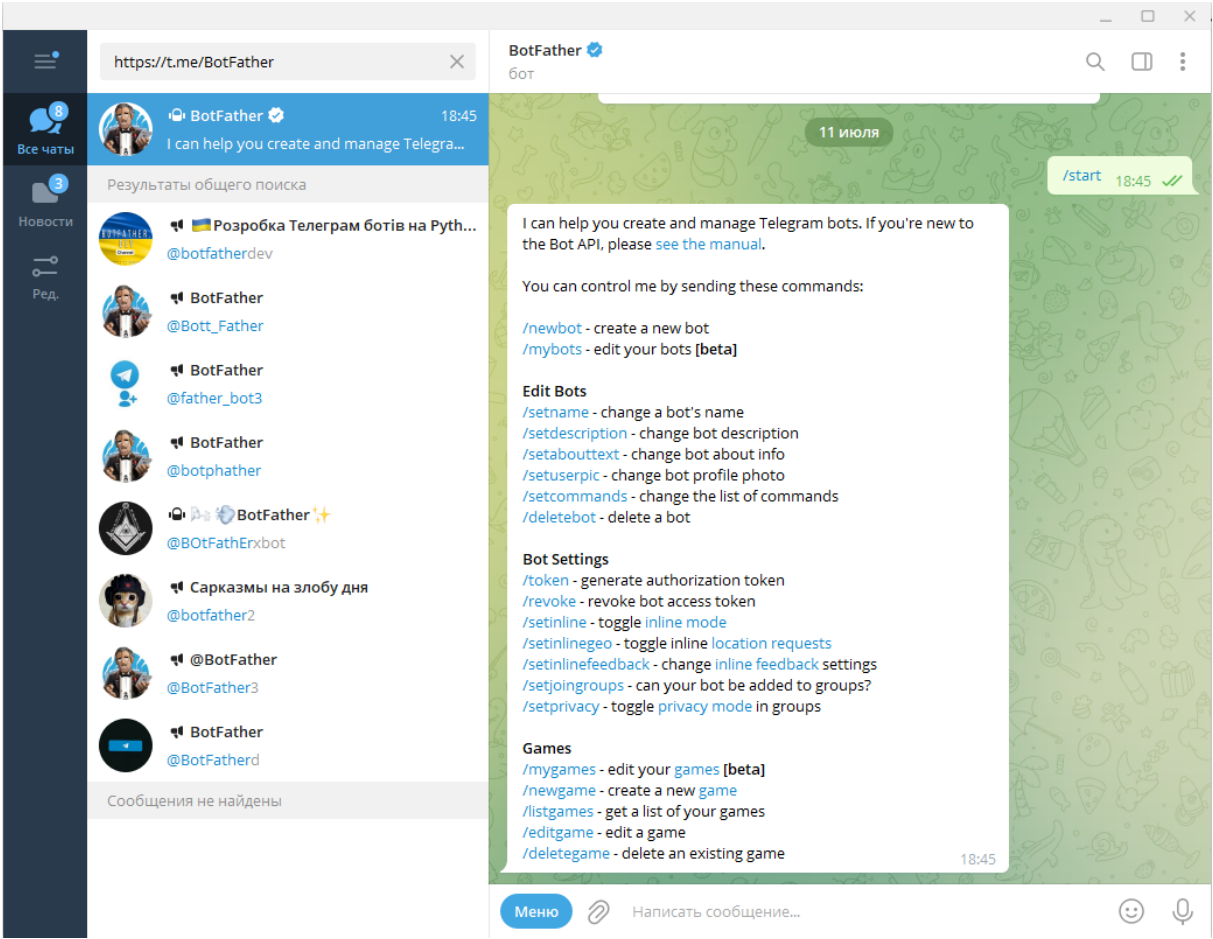 https://t.me/BotFather
BotFather
18:45
I can help you create and manage Telegra...
Результаты общего поиска
Розробка Телеграм ботів на Pyth...
@botfatherdev
BotFather
@Bott_Father
BotFather
@father_bot3
BotFather
@botphather
BotFather
@BOtFathErxbot
Сарказмы на злобу дня
@botfather2
@BotFather
@BotFather3
BotFather
@BotFatherd
Сообщения не найдены
8
Все чаты
3
Новости
Ред.
BotFather
бот
11 июля
/start 18:45
I can help you create and manage Telegram bots. If you're new to
the Bot API, please see the manual.
You can control me by sending these commands:
/newbot - create a new bot
/mybots - edit your bots [beta]
Edit Bots
/setname - change a bot's name
/setdescription - change bot description
/setabouttext - change bot about info
/setuserpic - change bot profile photo
/setcommands - change the list of commands
/deletebot - delete a bot
Bot Settings
/token - generate authorization token
/revoke - revoke bot access token
/setinline - toggle inline mode
/setinlinegeo - toggle inline location requests
/setinlinefeedback - change inline feedback settings
/setjoingroups - can your bot be added to groups?
/setprivacy - toggle privacy mode in groups
Games
/mygames - edit your games [beta]
/newgame - create a new game
/listgames - get a list of your games
/editgame - edit a game
/deletegame - delete an existing game
18:45
Меню
Написать сообщение...